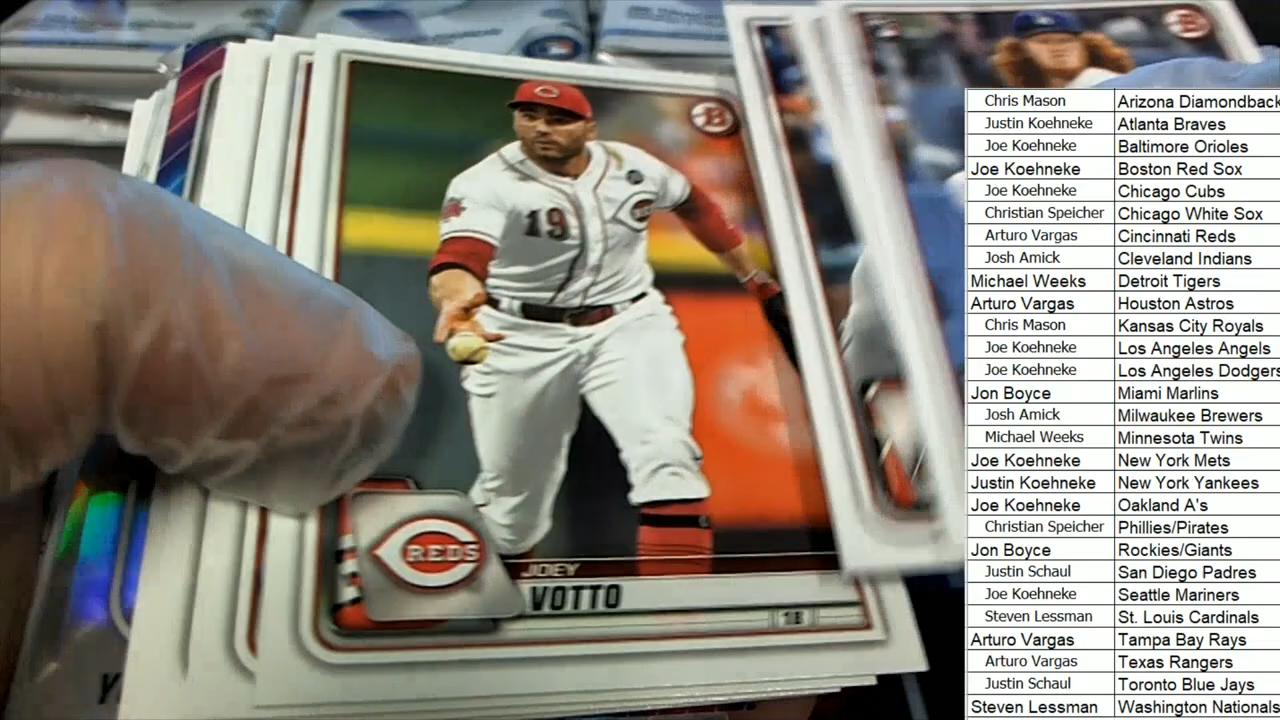 19
REDS
JOEY
VOTTO
1B
B
B
Chris Mason Arizona Diamondback
Justin Koehneke Atlanta Braves
Joe Koehneke Baltimore Orioles
Joe Koehneke Boston Red Sox
Joe Koehneke Chicago Cubs
Christian Speicher Chicago White Sox
Arturo Vargas Cincinnati Reds
Josh Amick Cleveland Indians
Michael Weeks Detroit Tigers
Arturo Vargas Houston Astros
Chris Mason Kansas City Royals
Joe Koehneke Los Angeles Angels
Joe Koehneke Los Angeles Dodgers
Jon Boyce Miami Marlins
Josh Amick Milwaukee Brewers
Michael Weeks Minnesota Twins
Joe Koehneke New York Mets
Justin Koehneke New York Yankees
Joe Koehneke Oakland A's
Christian Speicher Phillies/Pirates
Jon Boyce Rockies/Giants
Justin Schaul San Diego Padres
Joe Koehneke Seattle Mariners
Steven Lessman St. Louis Cardinals
Arturo Vargas Tampa Bay Rays
Arturo Vargas Texas Rangers
Justin Schaul Toronto Blue Jays
Steven Lessman Washington Nationals